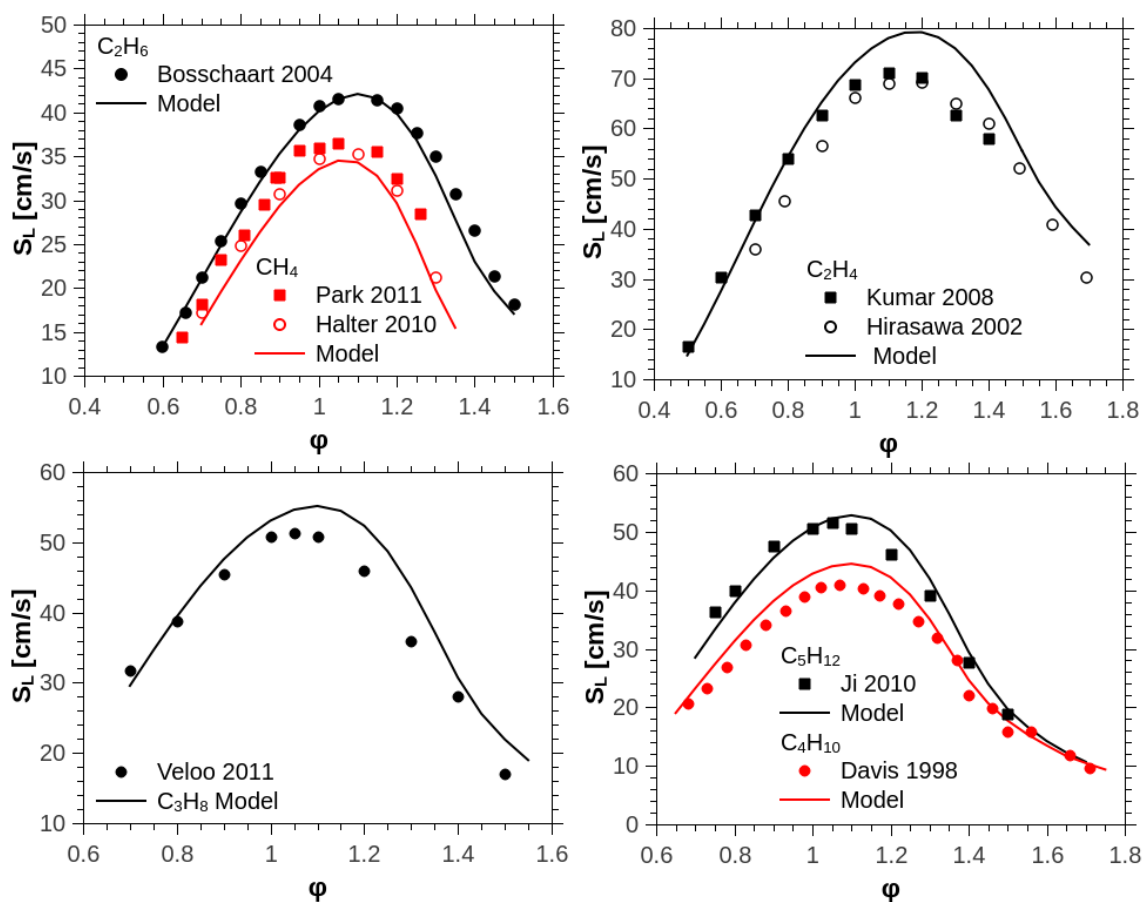 50
45
40
35
30
25
20
15
10
S_L [cm/s]
C₂H₆
Bosschaart 2004
Model
CH₄
Park 2011
Halter 2010
Model
0.4 0.6 0.8 1 1.2 1.4 1.6
φ
80
70
60
50
40
30
20
10
S_L [cm/s]
C₂H₄
Kumar 2008
Hirasawa 2002
Model
0.4 0.6 0.8 1 1.2 1.4 1.6 1.8
φ
60
50
40
30
20
10
S_L [cm/s]
Veloo 2011
C₃H₈ Model
0.6 0.8 1 1.2 1.4 1.6
φ
60
50
40
30
20
10
0
S_L [cm/s]
C₅H₁₂
Ji 2010
Model
C₄H₁₀
Davis 1998
Model
0.6 0.8 1 1.2 1.4 1.6 1.8
φ